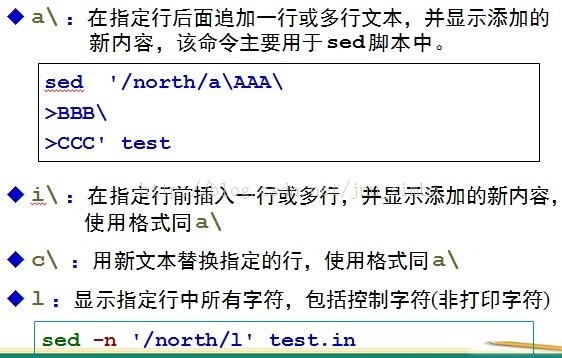 ◆ a\ : 在指定行后面追加一行或多行文本，并显示添加的
新内容，该命令主要用于sed脚本中。
sed '/north/a\AAA\
>BBB\
>CCC' test
◆ i\ : 在指定行前插入一行或多行，并显示添加的新内容，
使用格式同a\
◆ c\ : 用新文本替换指定的行，使用格式同a\
◆ l : 显示指定行中所有字符，包括控制字符(非打印字符)
sed -n '/north/l' test.in